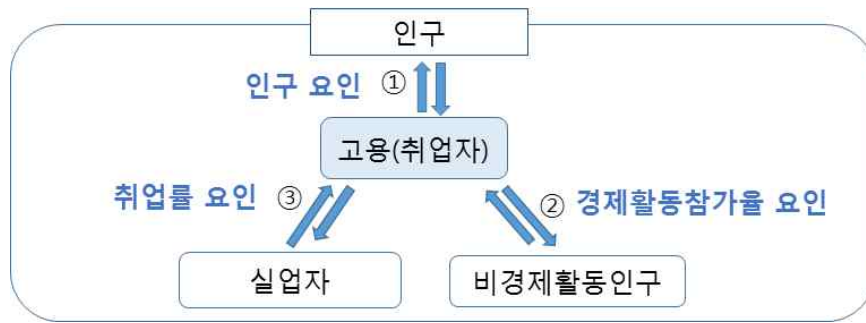 인구
인구 요인 ①
고용(취업자)
취업률 요인 ③
② 경제활동참가율 요인
실업자
비경제활동인구